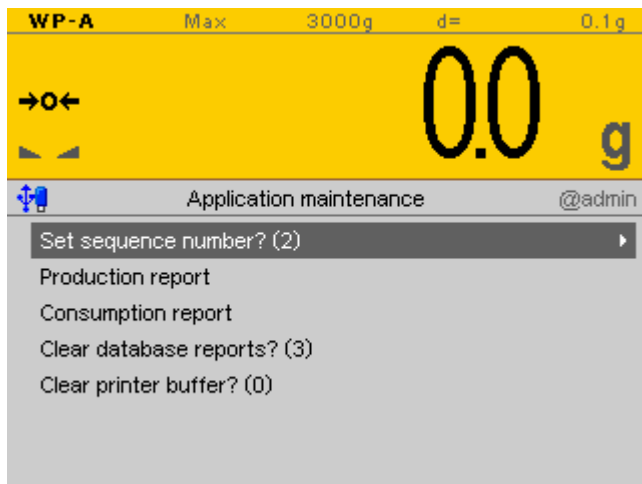 WP-A Max 3000g d= 0.1g
→0←
0.0 g
Application maintenance @admin
Set sequence number? (2)
Production report
Consumption report
Clear database reports? (3)
Clear printer buffer? (0)